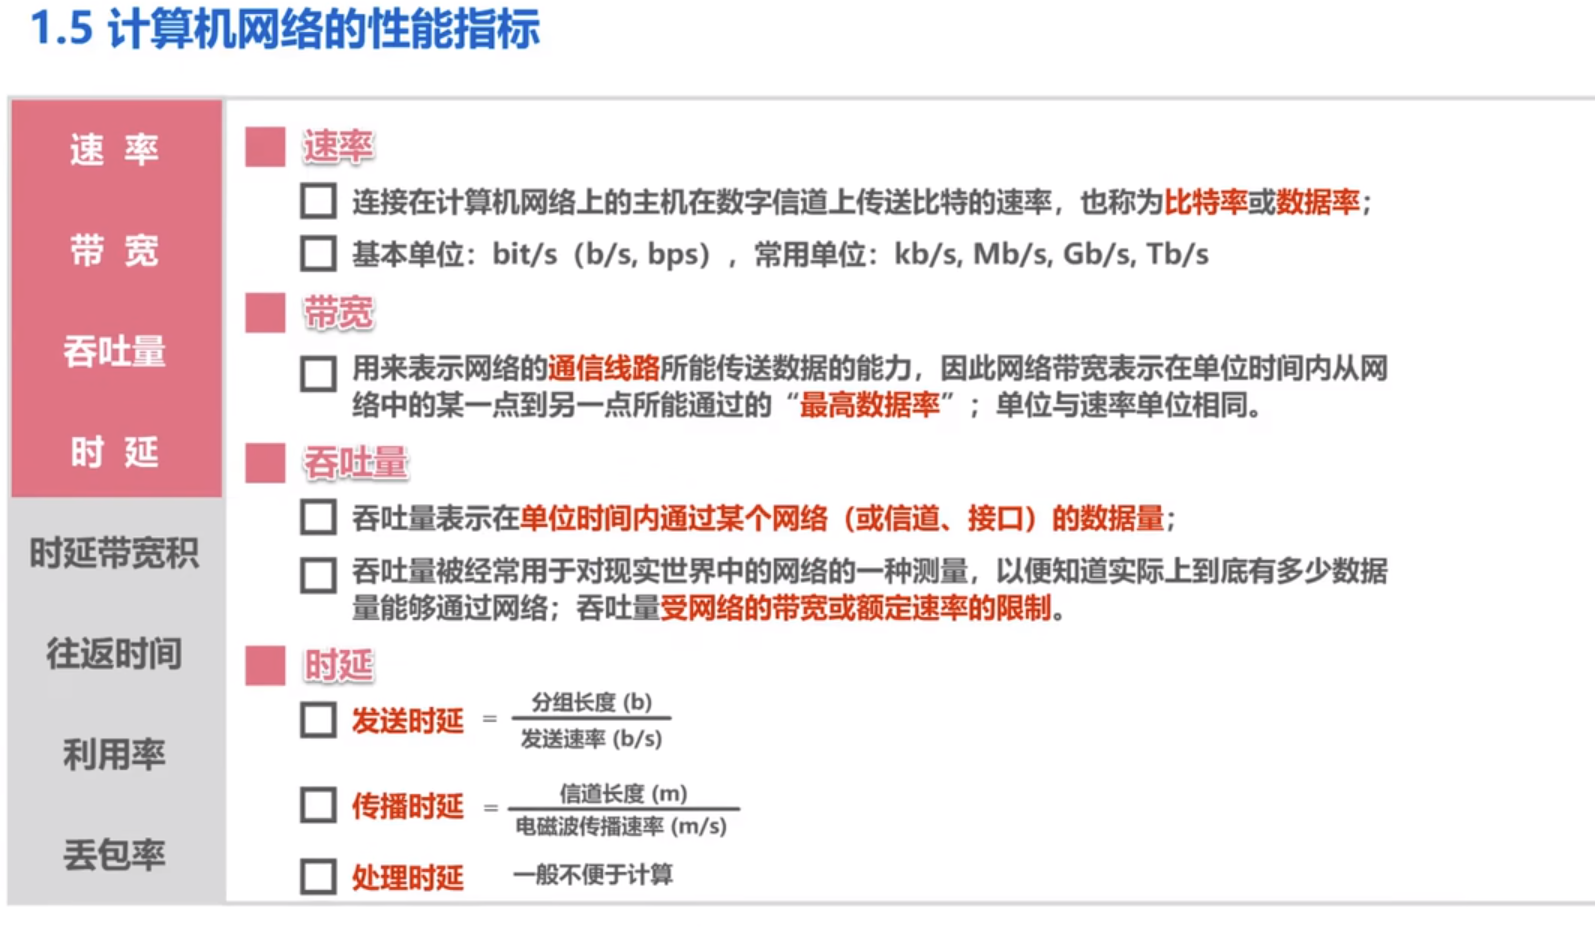 1.5 计算机网络的性能指标
速 率
带 宽
吞吐量
时 延
时延带宽积
往返时间
利用率
丢包率
速率
连接在计算机网络上的主机在数字信道上传送比特的速率，也称为比特率或数据率；
基本单位：bit/s（b/s, bps），常用单位：kb/s, Mb/s, Gb/s, Tb/s
带宽
用来表示网络的通信线路所能传送数据的能力，因此网络带宽表示在单位时间内从网
络中的某一点到另一点所能通过的“最高数据率”；单位与速率单位相同。
吞吐量
吞吐量表示在单位时间内通过某个网络（或信道、接口）的数据量；
吞吐量被经常用于对现实世界中的网络的一种测量，以便知道实际上到底有多少数据
量能够通过网络；吞吐量受网络的带宽或额定速率的限制。
时延
分组长度 (b)
发送时延 =
发送速率 (b/s)
信道长度 (m)
传播时延 =
电磁波传播速率 (m/s)
处理时延 一般不便于计算